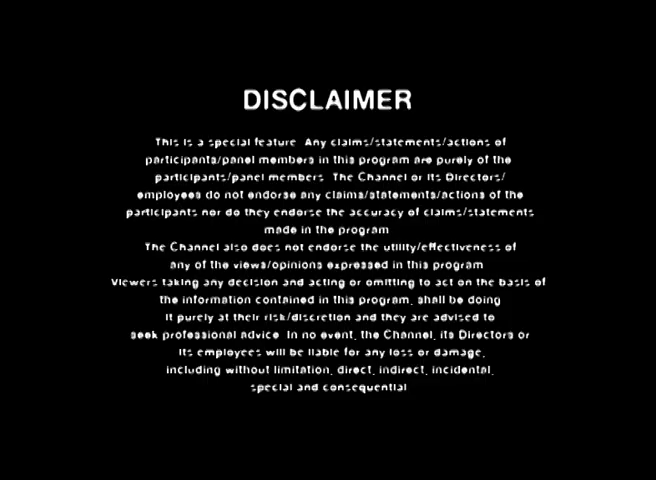 DISCLAIMER
This is a special feature. Any claims/statements/actions of
participants/panel members in this program are purely of the
participants/panel members. The Channel or its Directors/
employees do not endorse any claims/statements/actions of the
participants nor do they endorse the accuracy of claims/statements
made in the program
The Channel also does not endorse the utility/effectiveness of
any of the views/opinions expressed in this program
Viewers taking any decision and acting or omitting to act on the basis of
the information contained in this program, shall be doing
it purely at their risk/discretion and they are advised to
seek professional advice. In no event, the Channel, its Directors or
its employees will be liable for any loss or damage,
including without limitation, direct, indirect, incidental,
special and consequential